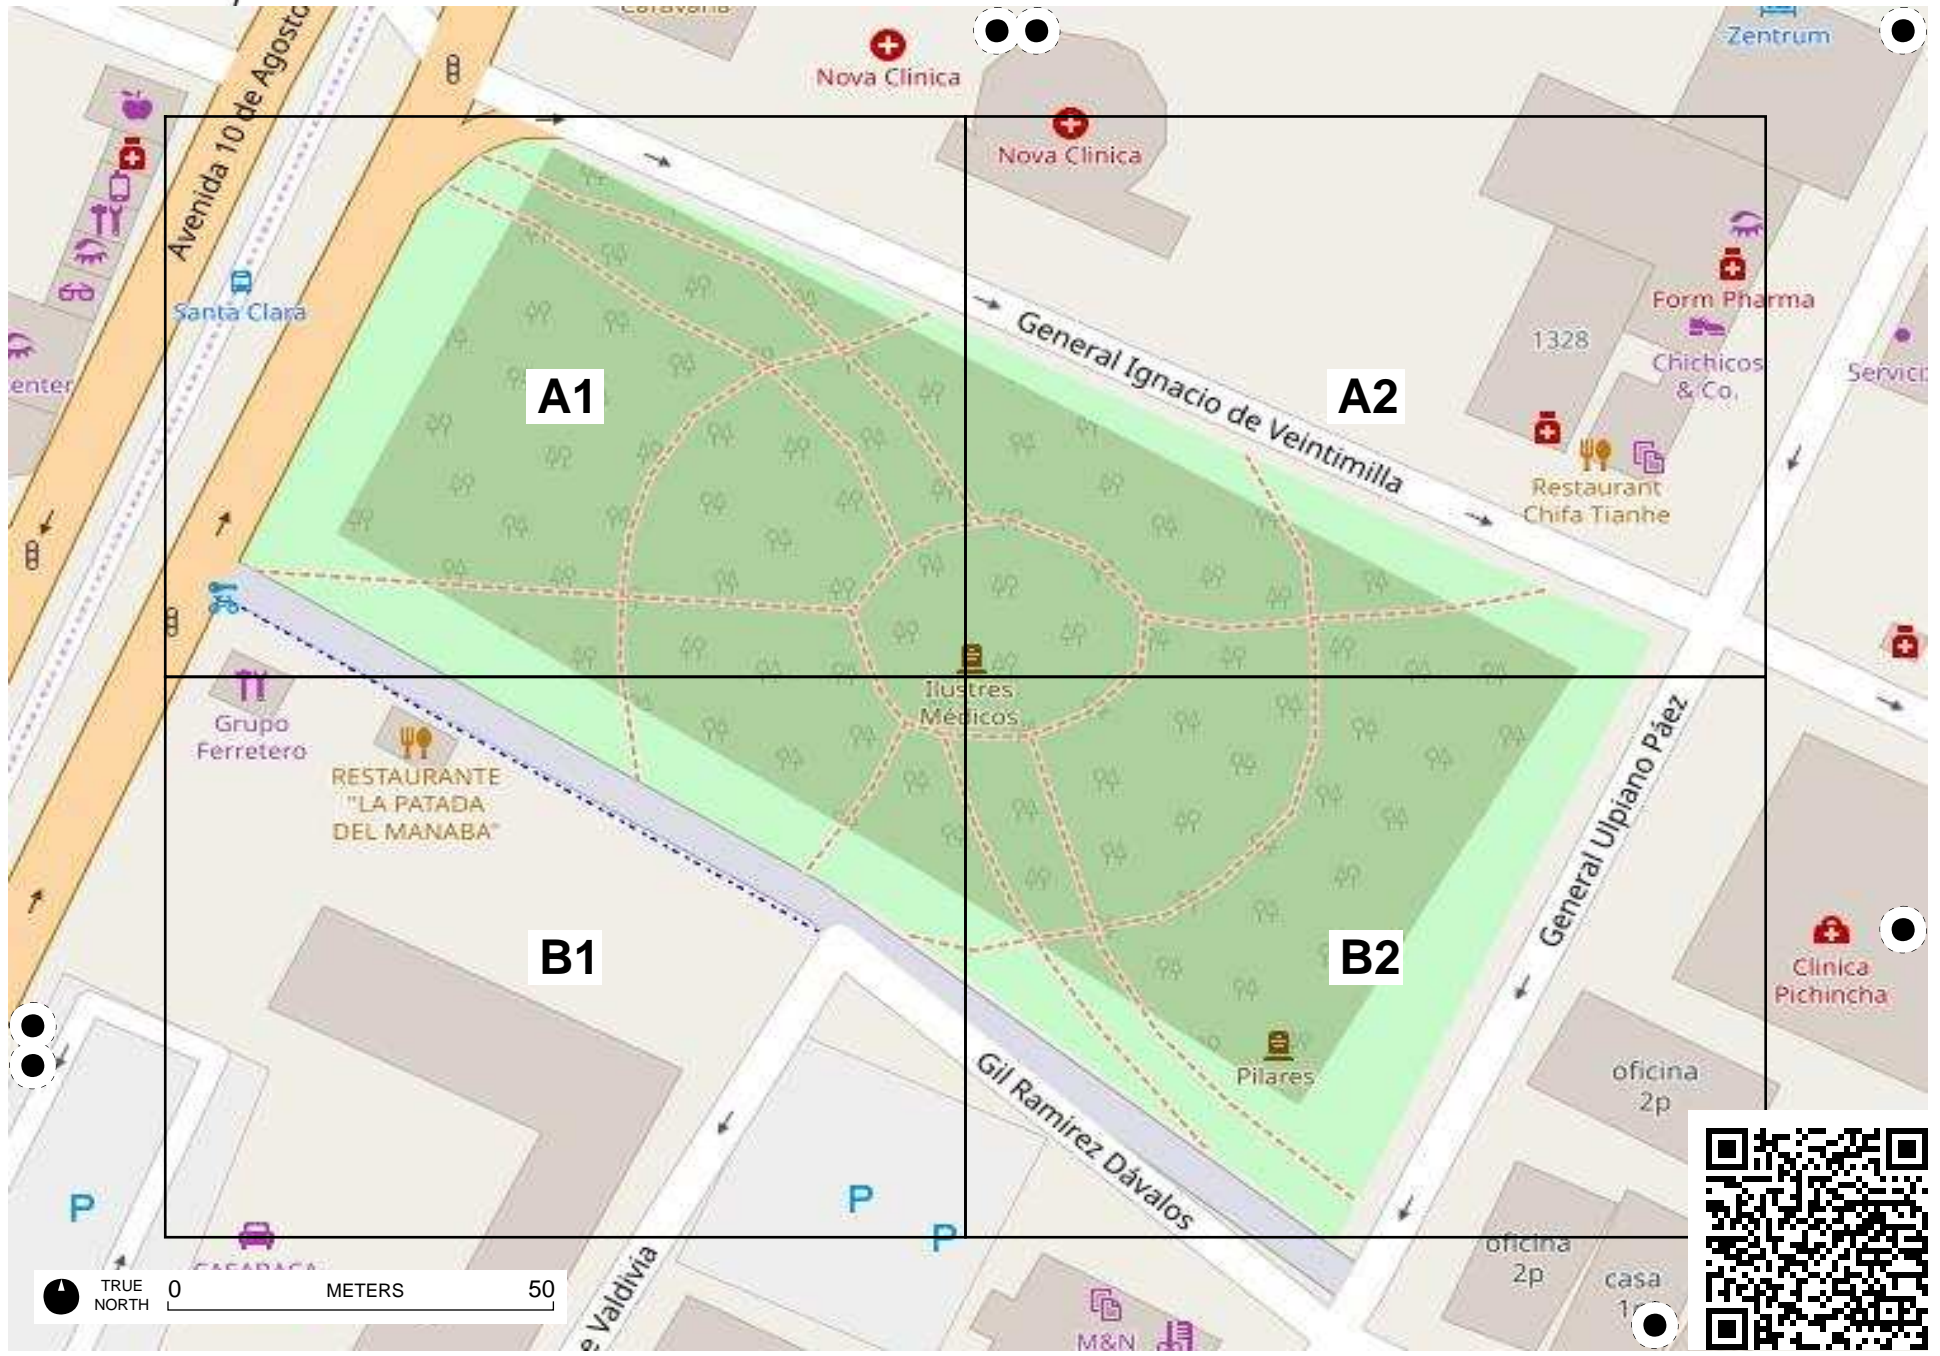 Zentrum
Nova Clinica
Avenida 10 de Agosto
Nova Clinica
Santa Clara
Form Pharma
General Ignacio de Veintimilla
1328
Chichicos
& Co.
enter
A1
A2
Restaurant
Chifa Tianhe
Ilustres
Médicos
Grupo
Ferretero
RESTAURANTE
"LA PATADA
DEL MANABA"
General Ulpiano Páez
B1
B2
Clinica
Pichincha
Pilares
oficina
2p
Gil Ramírez Dávalos
P
P
P
oficina
2p
casa
TRUE
NORTH
0
METERS
50
e Valdivia
M&N